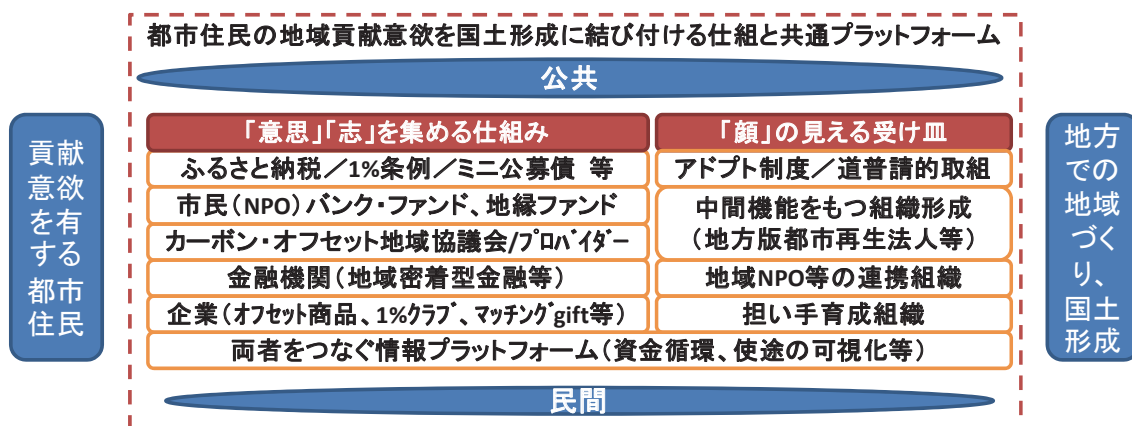 都市住民の地域貢献意欲を国土形成に結び付ける仕組と共通プラットフォーム
公共
貢献
意欲
を有
する
都市
住民
「意思」「志」を集める仕組み
ふるさと納税／1%条例／ミニ公募債 等
市民（NPO）バンク・ファンド、地縁ファンド
カーボン・オフセット地域協議会/ﾌﾟﾛﾊﾞｲﾀﾞｰ
金融機関（地域密着型金融等）
企業（ｵﾌｾｯﾄ商品、1%ｸﾗﾌﾞ、ﾏｯﾁﾝｸﾞgift等）
「顔」の見える受け皿
アドプト制度／道普請的取組
中間機能をもつ組織形成
（地方版都市再生法人等）
地域NPO等の連携組織
担い手育成組織
両者をつなぐ情報プラットフォーム（資金循環、使途の可視化等）
民間
地方
での
地域
づく
り、
国土
形成